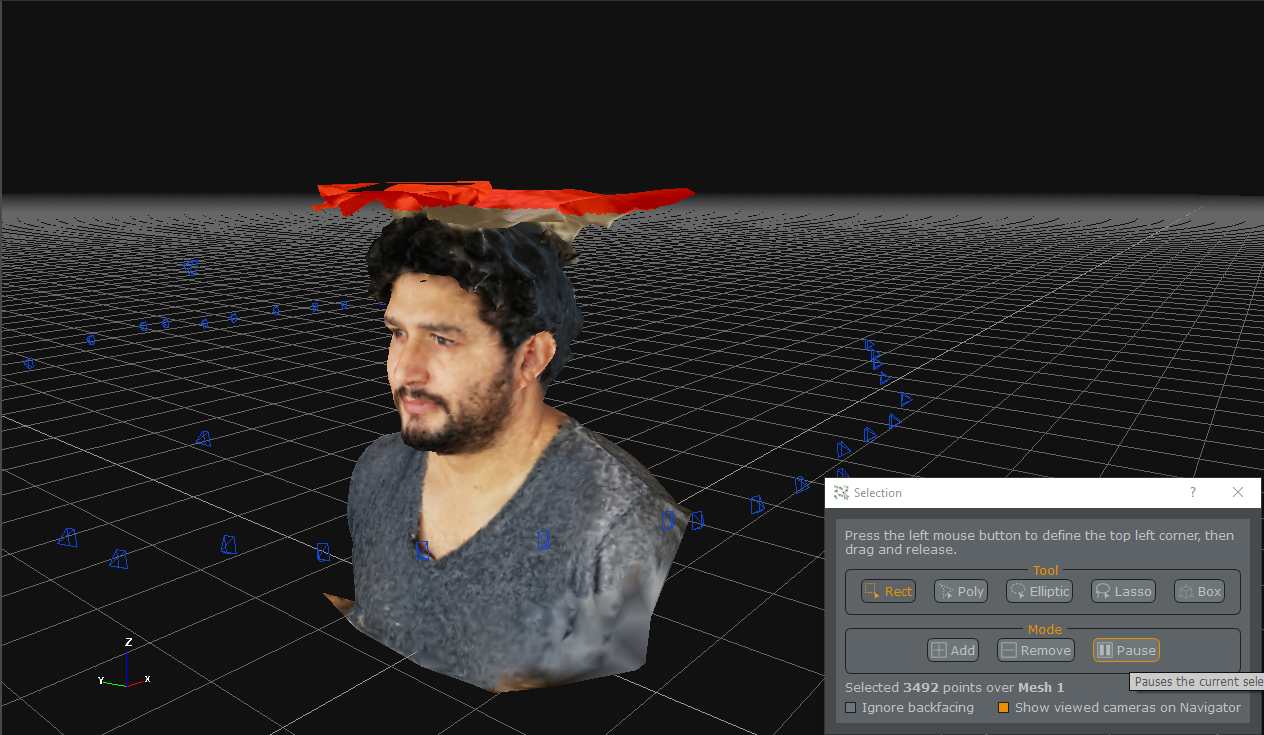 Selection
?
Press the left mouse button to define the top left corner, then
drag and release.
Tool
Rect Poly Elliptic Lasso Box
Mode
Add Remove Pause
Selected 3492 points over Mesh 1
Pauses the current sele
Ignore backfacing Show viewed cameras on Navigator
Z
Y X